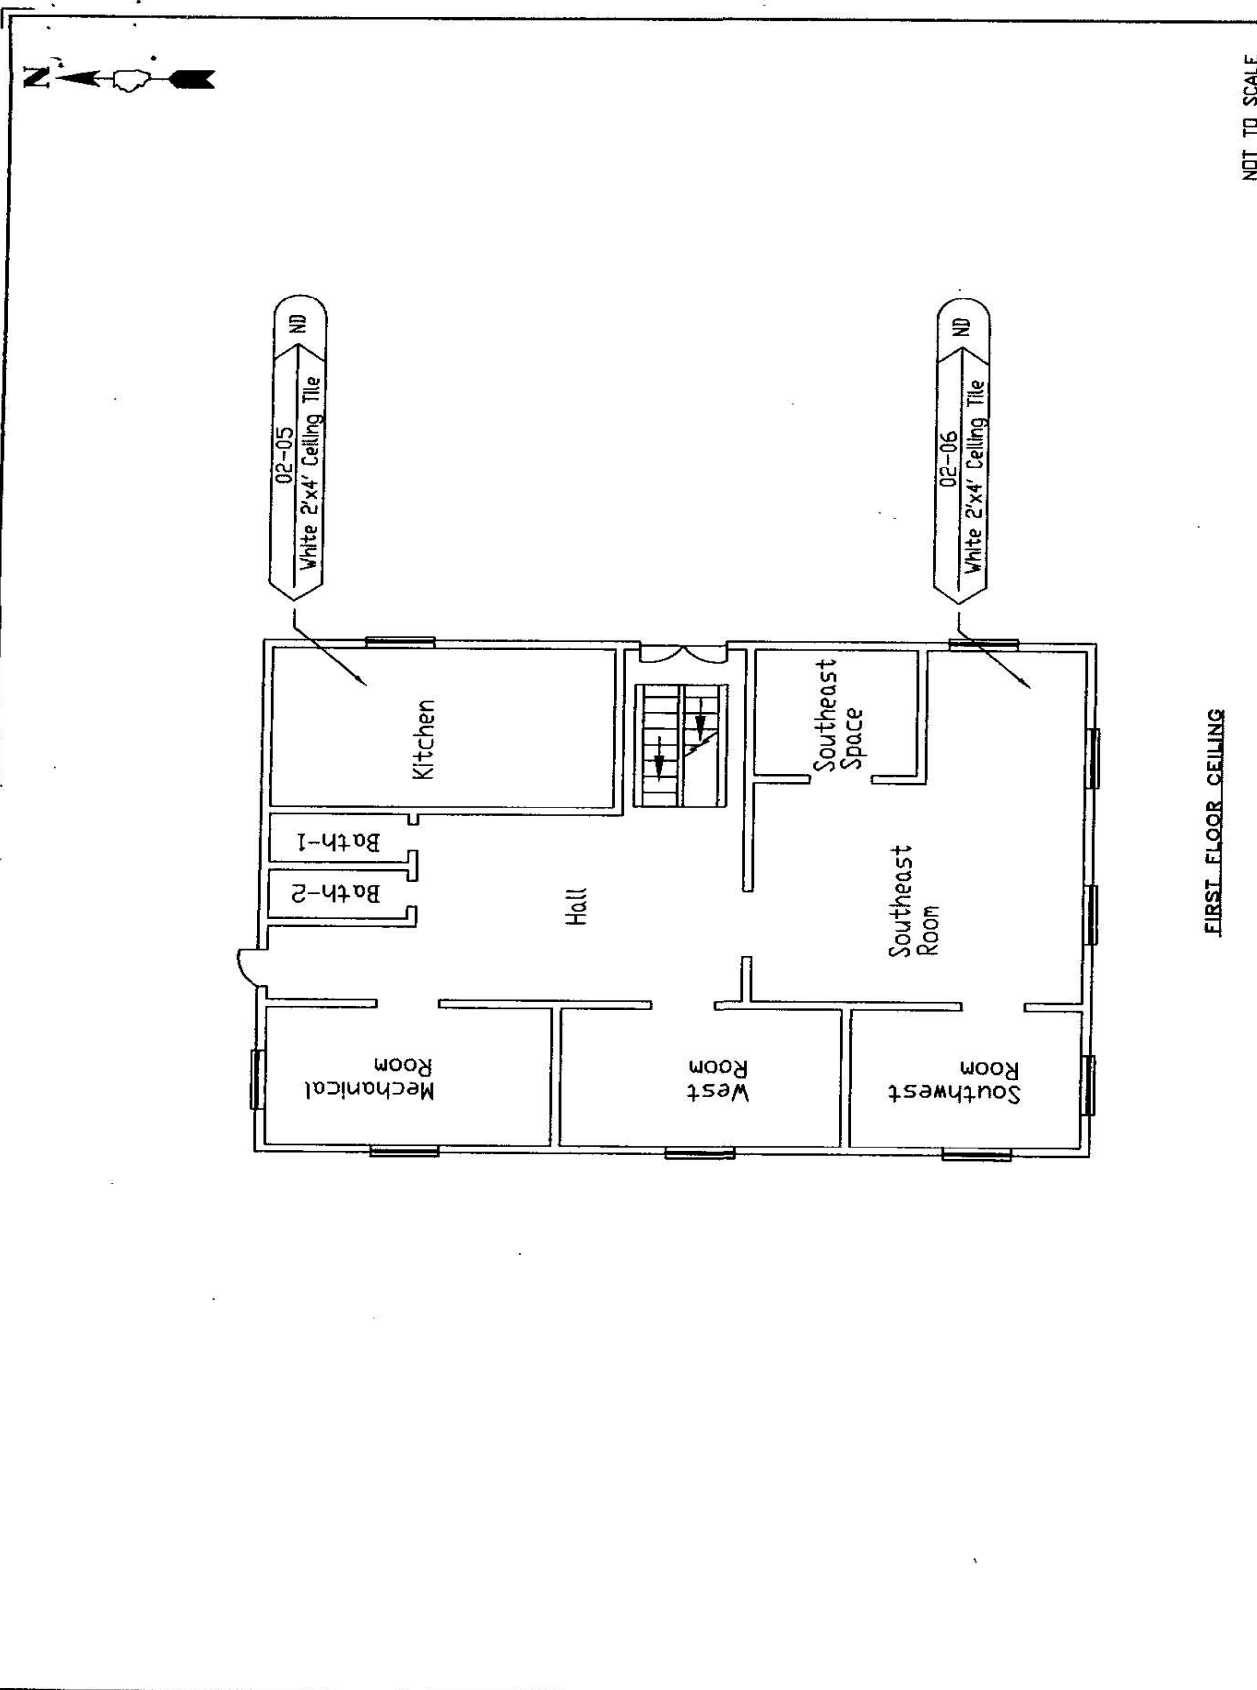 N
NOT TO SCALE
02-05
White 2'x4' Ceiling Tile
ND
02-06
White 2'x4' Ceiling Tile
ND
Kitchen
Bath-1
Bath-2
Hall
Southeast
Space
Southeast
Room
Mechanical
Room
West
Room
Southwest
Room
FIRST FLOOR CEILING